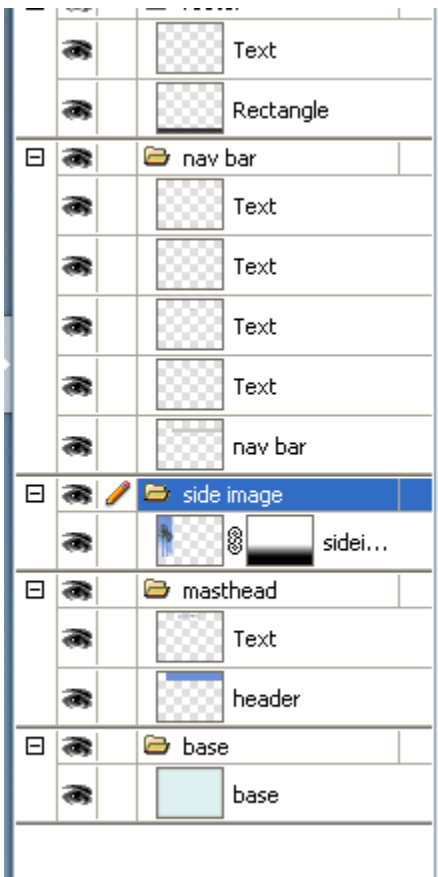 Text
Rectangle
nav bar
Text
Text
Text
Text
nav bar
side image
sidei...
masthead
Text
header
base
base